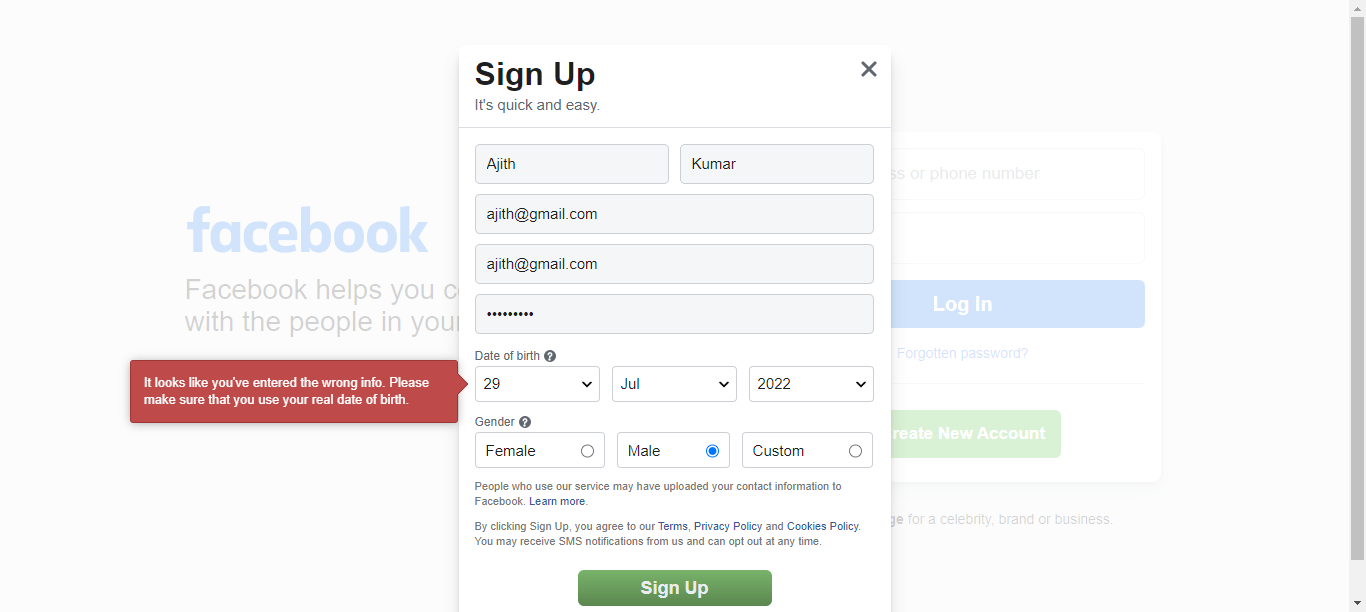 Sign Up
It's quick and easy.
Ajith Kumar
ajith@gmail.com
ajith@gmail.com
•••••••••
Date of birth ?
29 Jul 2022
It looks like you've entered the wrong info. Please
make sure that you use your real date of birth.
Gender ?
Female Male Custom
People who use our service may have uploaded your contact information to
Facebook. Learn more.
By clicking Sign Up, you agree to our Terms, Privacy Policy and Cookies Policy.
You may receive SMS notifications from us and can opt out at any time.
Sign Up
facebook
Facebook helps you
with the people in
or phone number
Log In
Forgotten password?
New Account
for a celebrity, brand or business.